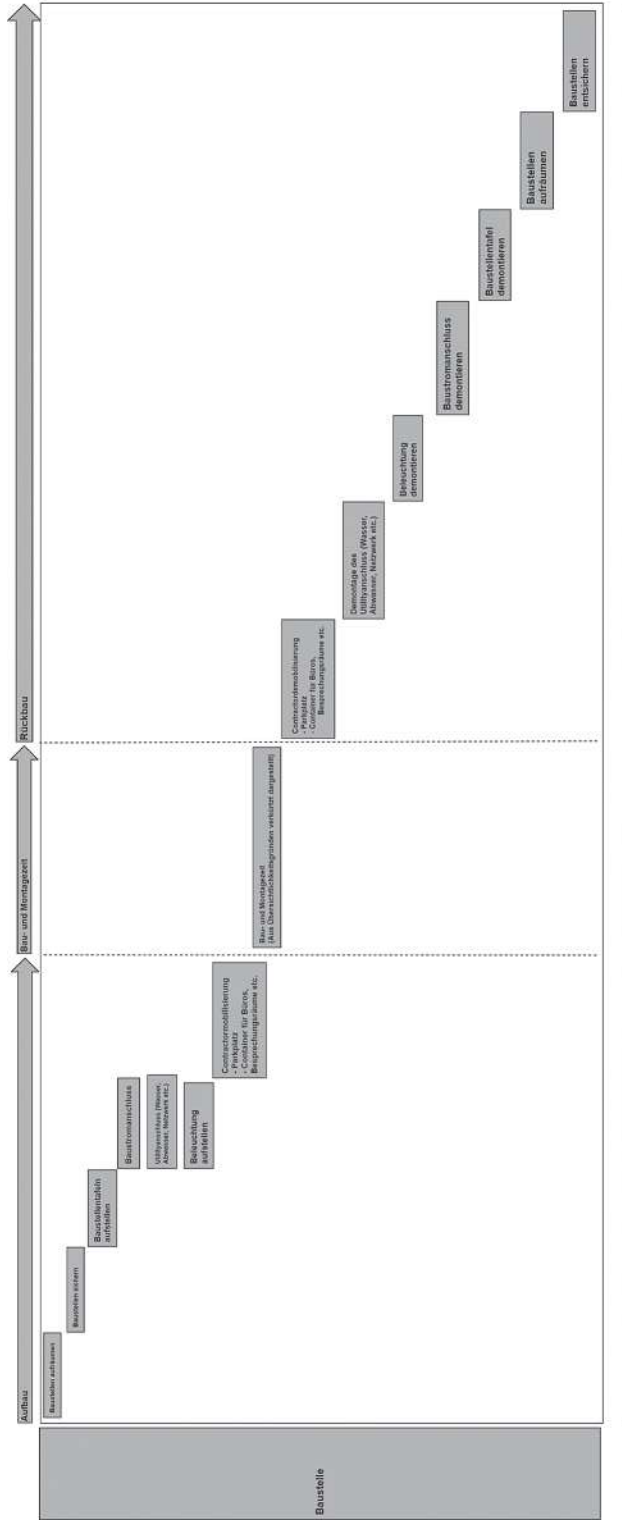 Aufbau
Bau- und Montagezeit
Rückbau
Baustelle
Baustellen aufräumen
Baustellen sichern
Baustellentafeln
aufstellen
Baustromanschluss
Utilityanschluss (Wasser,
Abwasser, Netzwerk etc.)
Beleuchtung
aufstellen
Contractormobilisierung
- Parkplatz
- Container für Büros,
Besprechungsräume etc.
Bau- und Montagezeit
(Aus Übersichtlichkeitsgründen verkürzt dargestellt)
Contractordemobilisierung
- Parkplatz
- Container für Büros,
Besprechungsräume etc.
Demontage des
Utilityanschluss (Wasser,
Abwasser, Netzwerk etc.)
Beleuchtung
demontieren
Baustromanschluss
demontieren
Baustellentafel
demontieren
Baustellen
aufräumen
Baustellen
entsichern